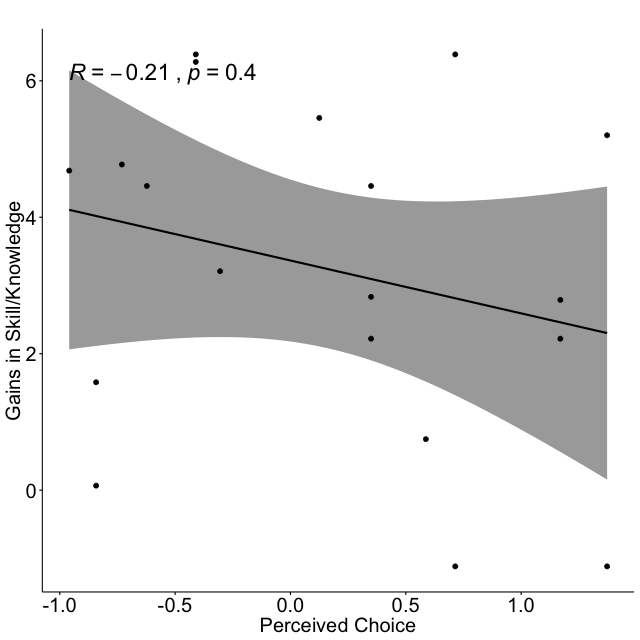 R = −0.21 , p = 0.4
Gains in Skill/Knowledge
6
4
2
0
-1.0 -0.5 0.0 0.5 1.0
Perceived Choice